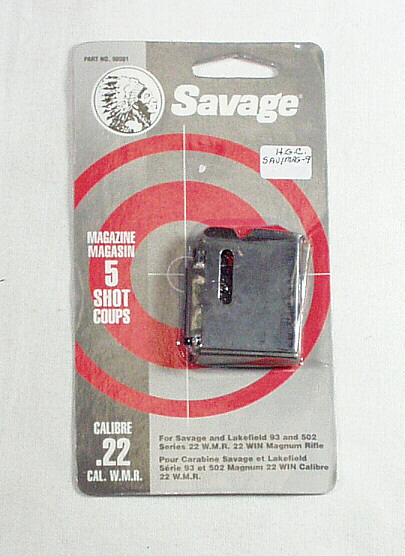 PART NO. 90001
Savage®
H.G.C.
SAV/MAG-9
MAGAZINE
MAGASIN
5
SHOT
COUPS
CALIBRE
.22
CAL. W.M.R.
For Savage and Lakefield 93 and 502
Series 22 W.M.R. 22 WIN Magnum Rifle
Pour Carabine Savage et Lakefield
Série 93 et 502 Magnum 22 WIN Calibre
22 W.M.R.